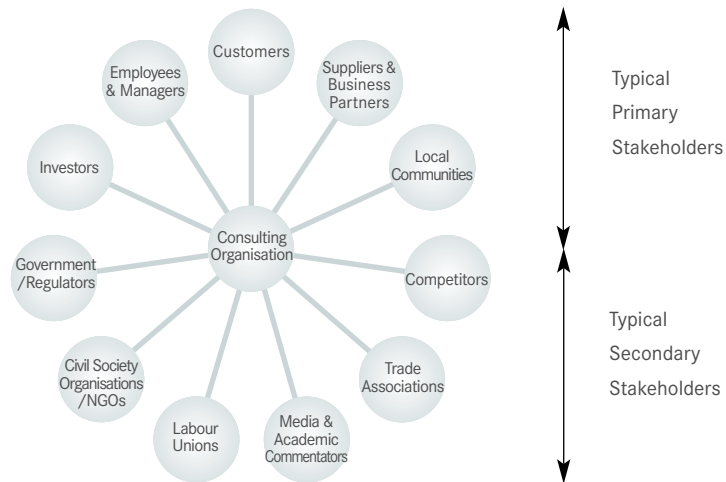 Customers
Employees
& Managers
Suppliers &
Business
Partners
Investors
Local
Communities
Consulting
Organisation
Government
/Regulators
Competitors
Civil Society
Organisations
/NGOs
Trade
Associations
Labour
Unions
Media &
Academic
Commentators
Typical
Primary
Stakeholders
Typical
Secondary
Stakeholders